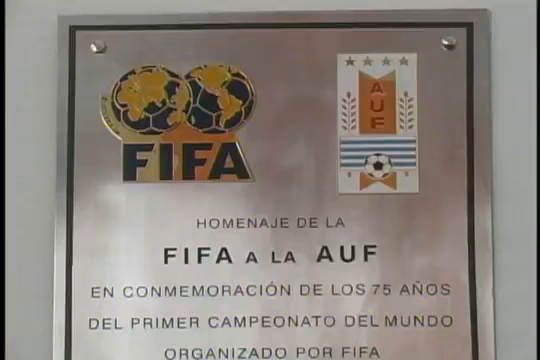 FIFA
AUF
HOMENAJE DE LA
FIFA A LA AUF
EN CONMEMORACIÓN DE LOS 75 AÑOS
DEL PRIMER CAMPEONATO DEL MUNDO
ORGANIZADO POR FIFA